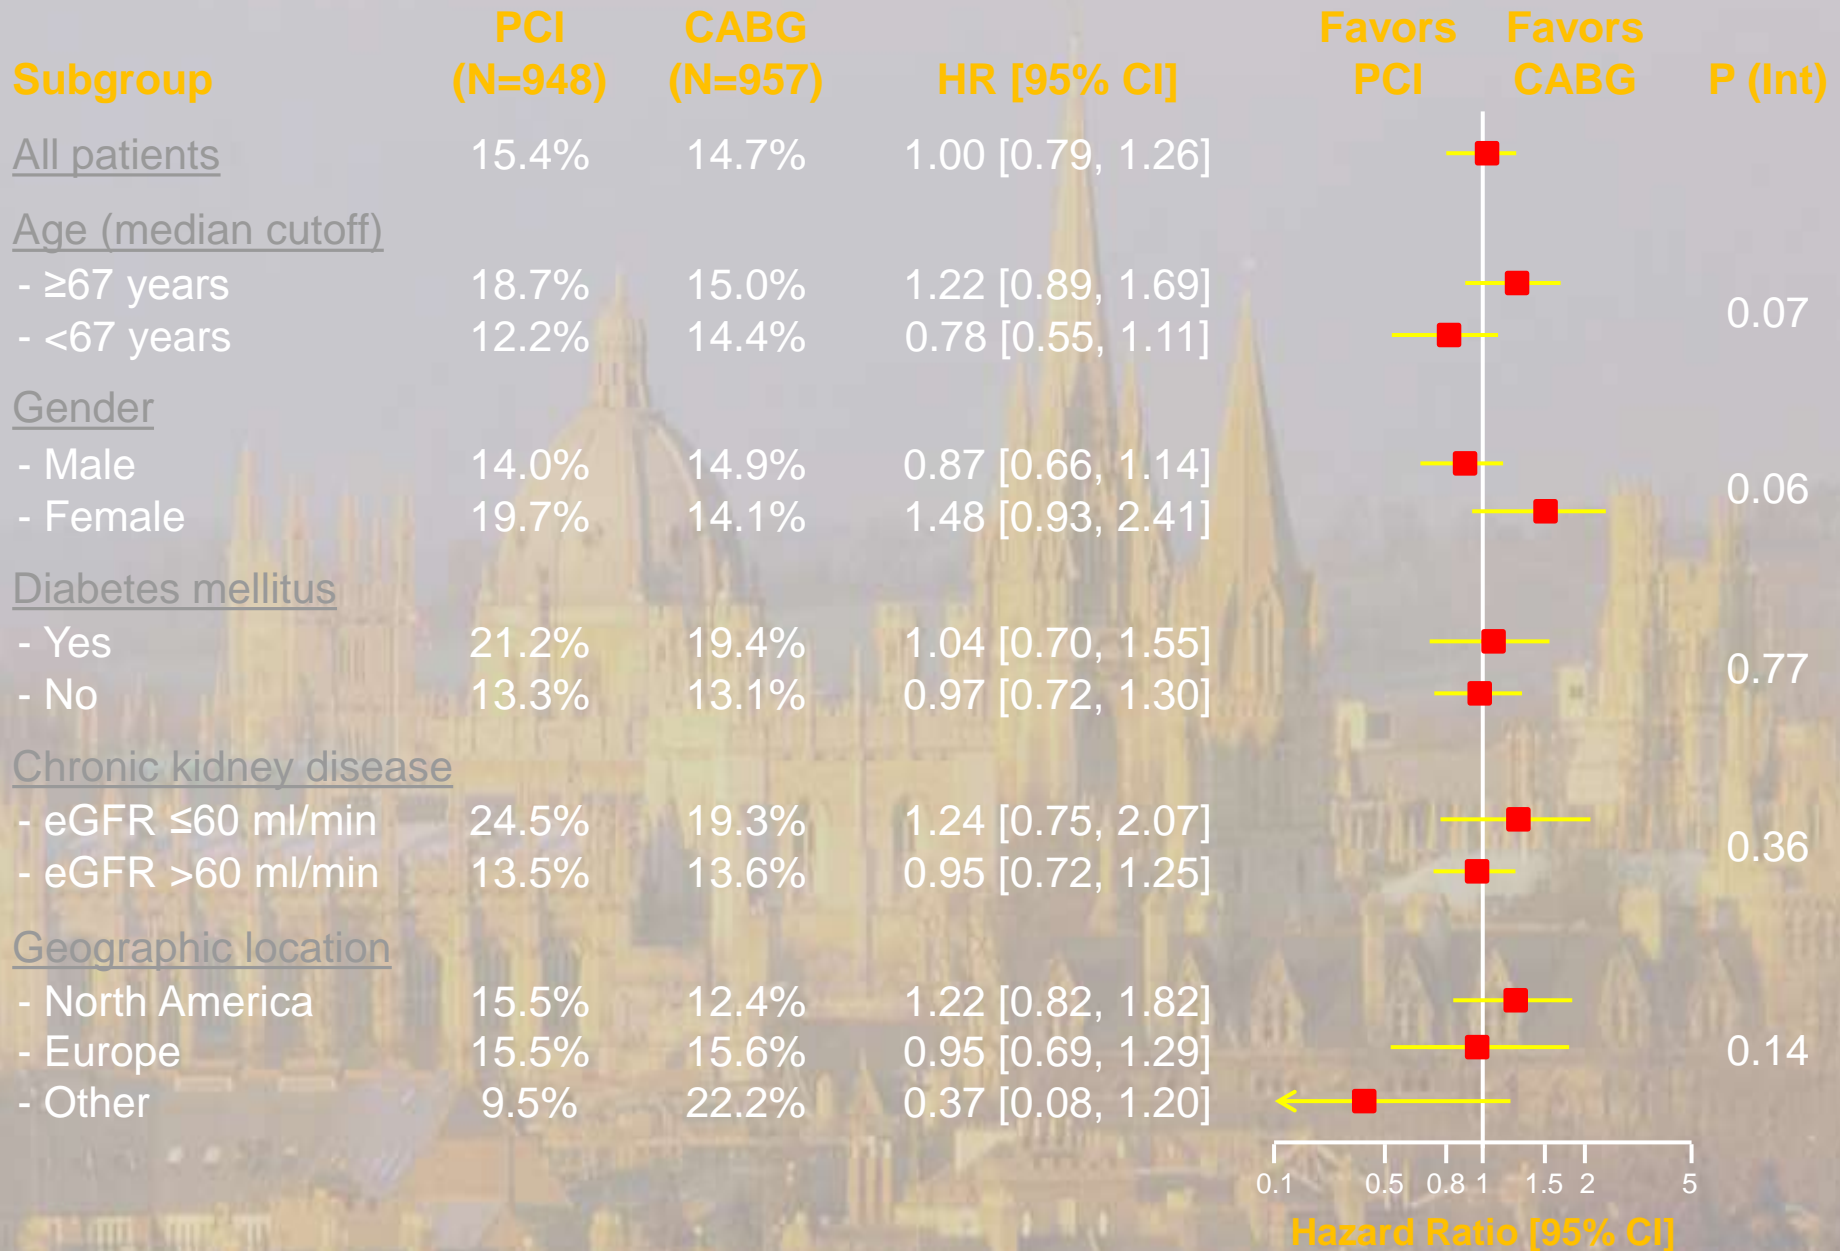 PCI CABG Favors Favors
Subgroup (N=948) (N=957) HR [95% CI] PCI CABG P (Int)
All patients 15.4% 14.7% 1.00 [0.79, 1.26]
Age (median cutoff)
- ≥67 years 18.7% 15.0% 1.22 [0.89, 1.69]
0.07
- <67 years 12.2% 14.4% 0.78 [0.55, 1.11]
Gender
- Male 14.0% 14.9% 0.87 [0.66, 1.14]
0.06
- Female 19.7% 14.1% 1.48 [0.93, 2.41]
Diabetes mellitus
- Yes 21.2% 19.4% 1.04 [0.70, 1.55]
0.77
- No 13.3% 13.1% 0.97 [0.72, 1.30]
Chronic kidney disease
- eGFR ≤60 ml/min 24.5% 19.3% 1.24 [0.75, 2.07]
0.36
- eGFR >60 ml/min 13.5% 13.6% 0.95 [0.72, 1.25]
Geographic location
- North America 15.5% 12.4% 1.22 [0.82, 1.82]
- Europe 15.5% 15.6% 0.95 [0.69, 1.29] 0.14
- Other 9.5% 22.2% 0.37 [0.08, 1.20]
0.1 0.5 0.8 1 1.5 2 5
Hazard Ratio [95% CI]